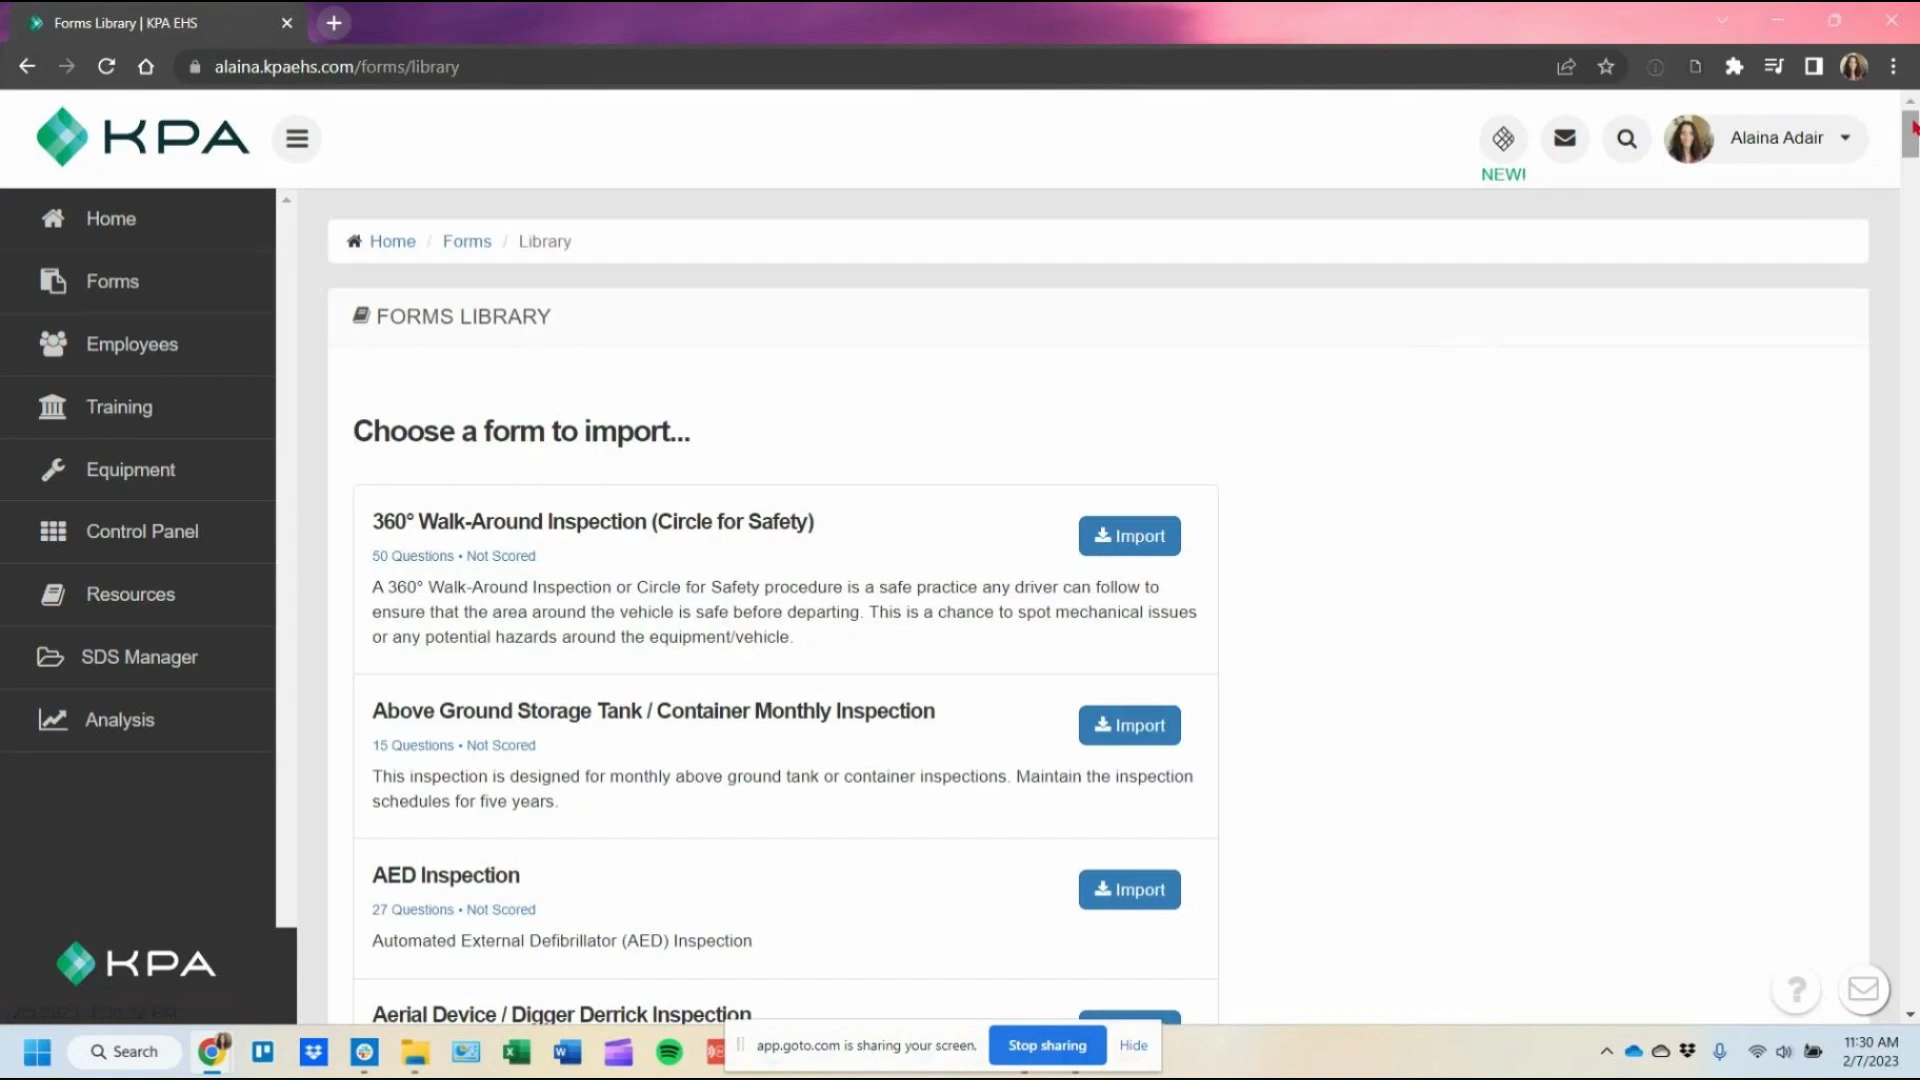 Forms Library | KPA EHS
alaina.kpaehs.com/forms/library
KPA
NEW!
Alaina Adair
Home
Forms
Employees
Training
Equipment
Control Panel
Resources
SDS Manager
Analysis
KPA
Home / Forms / Library
FORMS LIBRARY
Choose a form to import...
360° Walk-Around Inspection (Circle for Safety)
Import
50 Questions • Not Scored
A 360° Walk-Around Inspection or Circle for Safety procedure is a safe practice any driver can follow to
ensure that the area around the vehicle is safe before departing. This is a chance to spot mechanical issues
or any potential hazards around the equipment/vehicle.
Above Ground Storage Tank / Container Monthly Inspection
Import
15 Questions • Not Scored
This inspection is designed for monthly above ground tank or container inspections. Maintain the inspection
schedules for five years.
AED Inspection
Import
27 Questions • Not Scored
Automated External Defibrillator (AED) Inspection
Aerial Device / Digger Derrick Inspection
?
Search
app.goto.com is sharing your screen.
Stop sharing
Hide
11:30 AM
2/7/2023